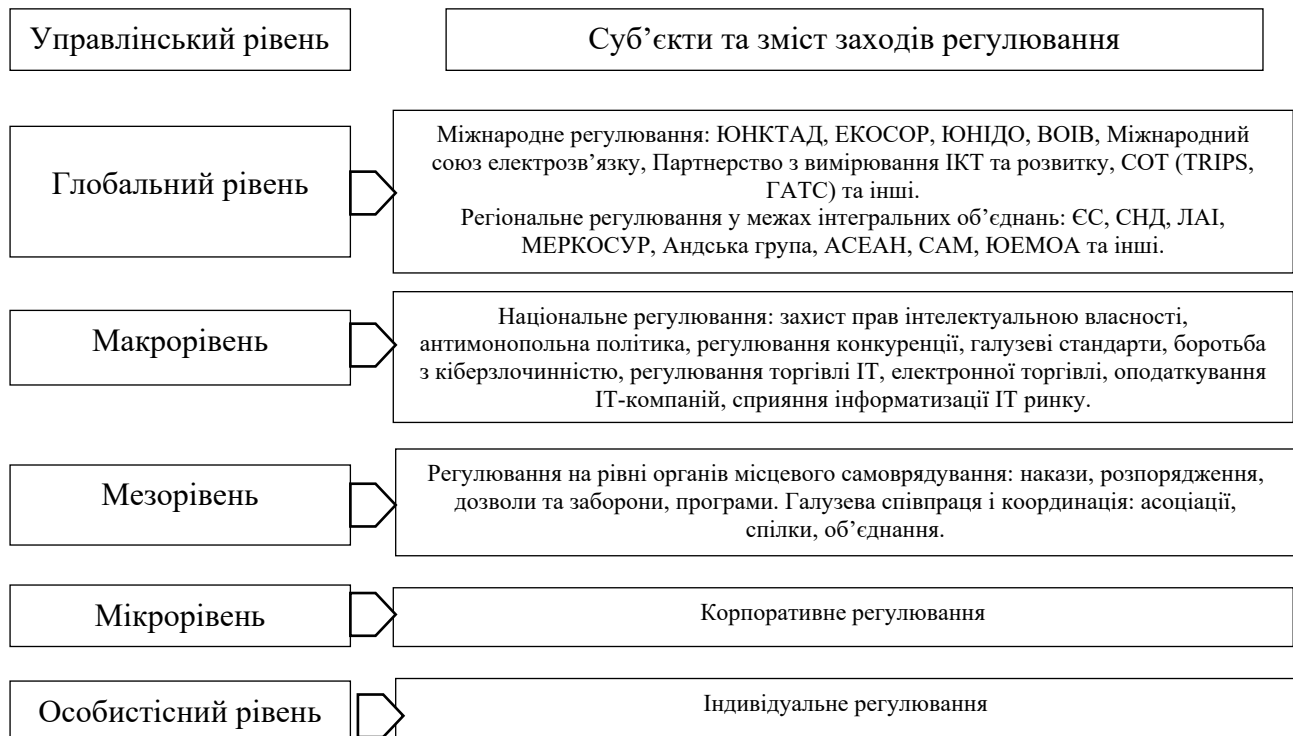 Управлінський рівень
Суб’єкти та зміст заходів регулювання
Глобальний рівень
Міжнародне регулювання: ЮНКТАД, ЕКОСОР, ЮНІДО, ВОІВ, Міжнародний
союз електрозв’язку, Партнерство з вимірювання ІКТ та розвитку, СОТ (TRIPS,
ГАТС) та інші.
Регіональне регулювання у межах інтегральних об’єднань: ЄС, СНД, ЛАІ,
МЕРКОСУР, Андська група, АСЕАН, САМ, ЮЕМОА та інші.
Макрорівень
Національне регулювання: захист прав інтелектуальною власності,
антимонопольна політика, регулювання конкуренції, галузеві стандарти, боротьба
з кіберзлочинністю, регулювання торгівлі ІТ, електронної торгівлі, оподаткування
ІТ-компаній, сприяння інформатизації ІТ ринку.
Мезорівень
Регулювання на рівні органів місцевого самоврядування: накази, розпорядження,
дозволи та заборони, програми. Галузева співпраця і координація: асоціації,
спілки, об’єднання.
Мікрорівень
Корпоративне регулювання
Особистісний рівень
Індивідуальне регулювання